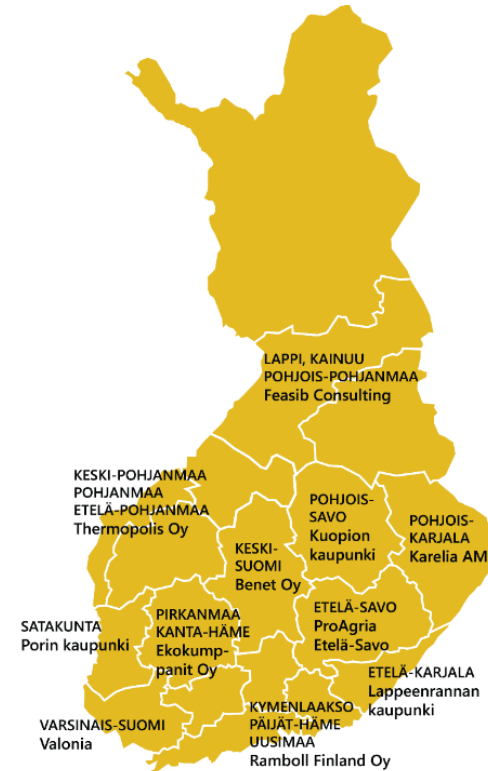 LAPPI, KAINUU
POHJOIS-POHJANMAA
Feasib Consulting
KESKI-POHJANMAA
POHJANMAA
ETELÄ-POHJANMAA
Thermopolis Oy
POHJOIS-
SAVO
Kuopion
kaupunki
POHJOIS-
KARJALA
Karelia AM
KESKI-
SUOMI
Benet Oy
SATAKUNTA
Porin kaupunki
PIRKANMAA
KANTA-HÄME
Ekokump-
panit Oy
ETELÄ-SAVO
ProAgria
Etelä-Savo
ETELÄ-KARJALA
Lappeenrannan
kaupunki
VARSINAIS-SUOMI
Valonia
KYMENLAAKSO
PÄIJÄT-HÄME
UUSIMAA
Ramboll Finland Oy